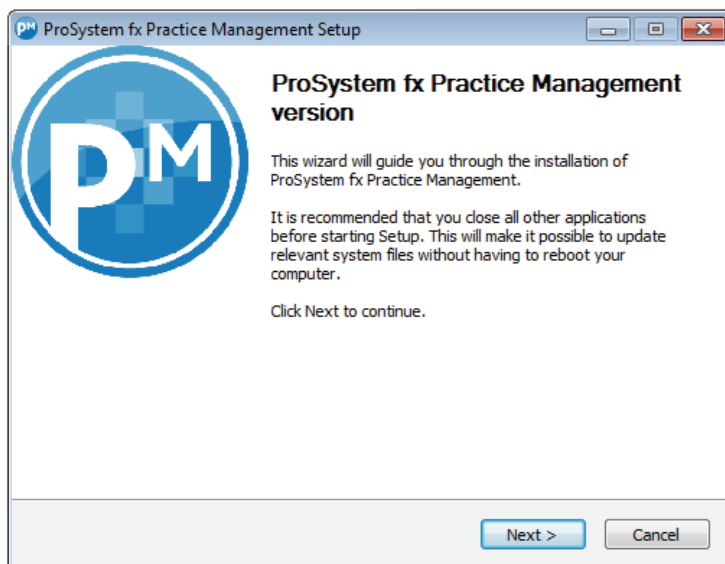 PM ProSystem fx Practice Management Setup
PM
ProSystem fx Practice Management
version
This wizard will guide you through the installation of
ProSystem fx Practice Management.
It is recommended that you close all other applications
before starting Setup. This will make it possible to update
relevant system files without having to reboot your
computer.
Click Next to continue.
Next >
Cancel